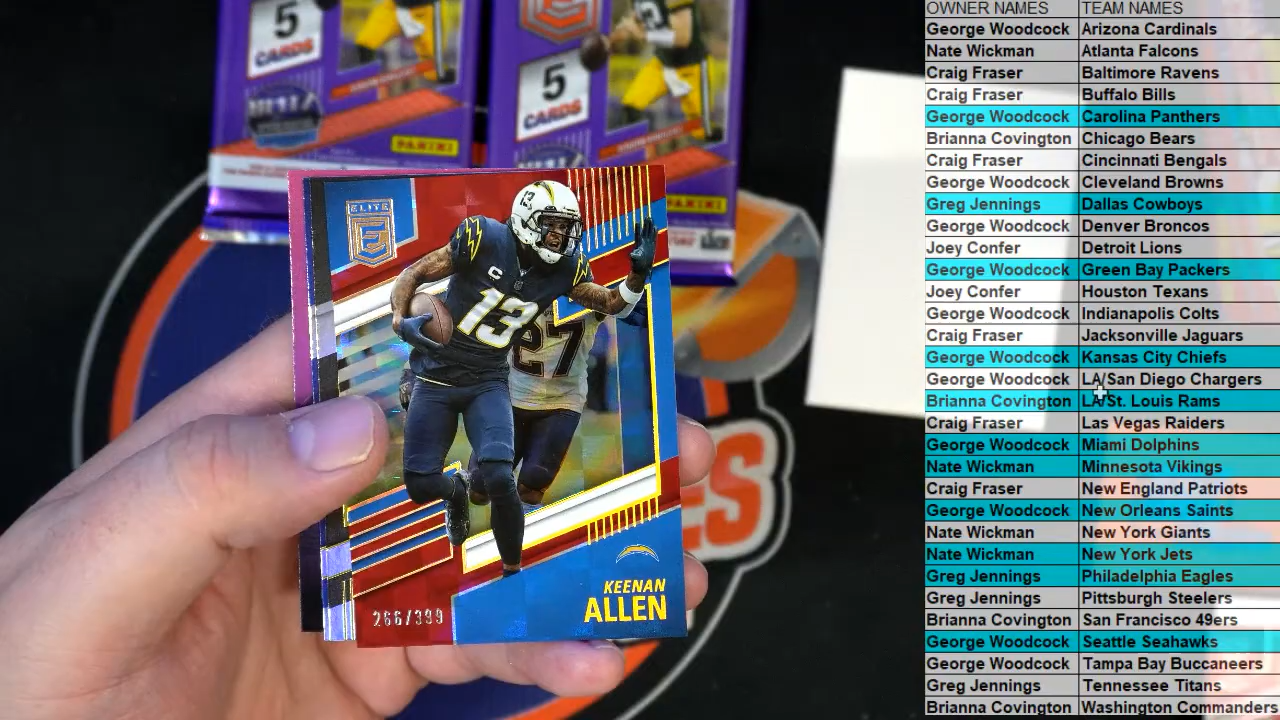 5
CARDS
PANINI
5
CARDS
PANINI
ELITE
E
13
C
13
27
KEENAN
ALLEN
266/399
ES
OWNER NAMES TEAM NAMES
George Woodcock Arizona Cardinals
Nate Wickman Atlanta Falcons
Craig Fraser Baltimore Ravens
Craig Fraser Buffalo Bills
George Woodcock Carolina Panthers
Brianna Covington Chicago Bears
Craig Fraser Cincinnati Bengals
George Woodcock Cleveland Browns
Greg Jennings Dallas Cowboys
George Woodcock Denver Broncos
Joey Confer Detroit Lions
George Woodcock Green Bay Packers
Joey Confer Houston Texans
George Woodcock Indianapolis Colts
Craig Fraser Jacksonville Jaguars
George Woodcock Kansas City Chiefs
George Woodcock LA/San Diego Chargers
Brianna Covington LA/St. Louis Rams
Craig Fraser Las Vegas Raiders
George Woodcock Miami Dolphins
Nate Wickman Minnesota Vikings
Craig Fraser New England Patriots
George Woodcock New Orleans Saints
Nate Wickman New York Giants
Nate Wickman New York Jets
Greg Jennings Philadelphia Eagles
Greg Jennings Pittsburgh Steelers
Brianna Covington San Francisco 49ers
George Woodcock Seattle Seahawks
George Woodcock Tampa Bay Buccaneers
Greg Jennings Tennessee Titans
Brianna Covington Washington Commanders